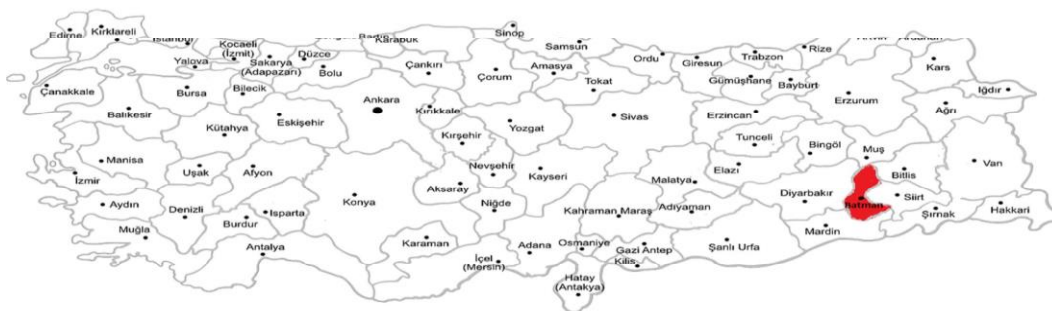 Edirne
Kırklareli
Sinop
Kocaeli
(İzmit)
Düzce
Karabük
Samsun
Ordu
Giresun
Trabzon
Rize
Yalova
Sakarya
(Adapazarı)
Bolu
Çankırı
Çorum
Amasya
Tokat
Gümüşhane
Bayburt
Kars
Iğdır
Çanakkale
Bursa
Bilecik
Ankara
Kırıkkale
Erzurum
Ağrı
Balıkesir
Eskişehir
Sivas
Erzincan
Kütahya
Kırşehir
Yozgat
Tunceli
Bingöl
Muş
Van
Manisa
Uşak
Afyon
Nevşehir
Kayseri
Malatya
Elazı
Bitlis
İzmir
Aksaray
Diyarbakır
Batman
Siirt
Aydın
Denizli
Isparta
Konya
Niğde
Kahraman Maraş
Adıyaman
Şırnak
Hakkari
Muğla
Burdur
Antalya
Karaman
İçel
(Mersin)
Adana
Osmaniye
Gazi Antep
Kilis
Şanlı Urfa
Mardin
Hatay
(Antakya)